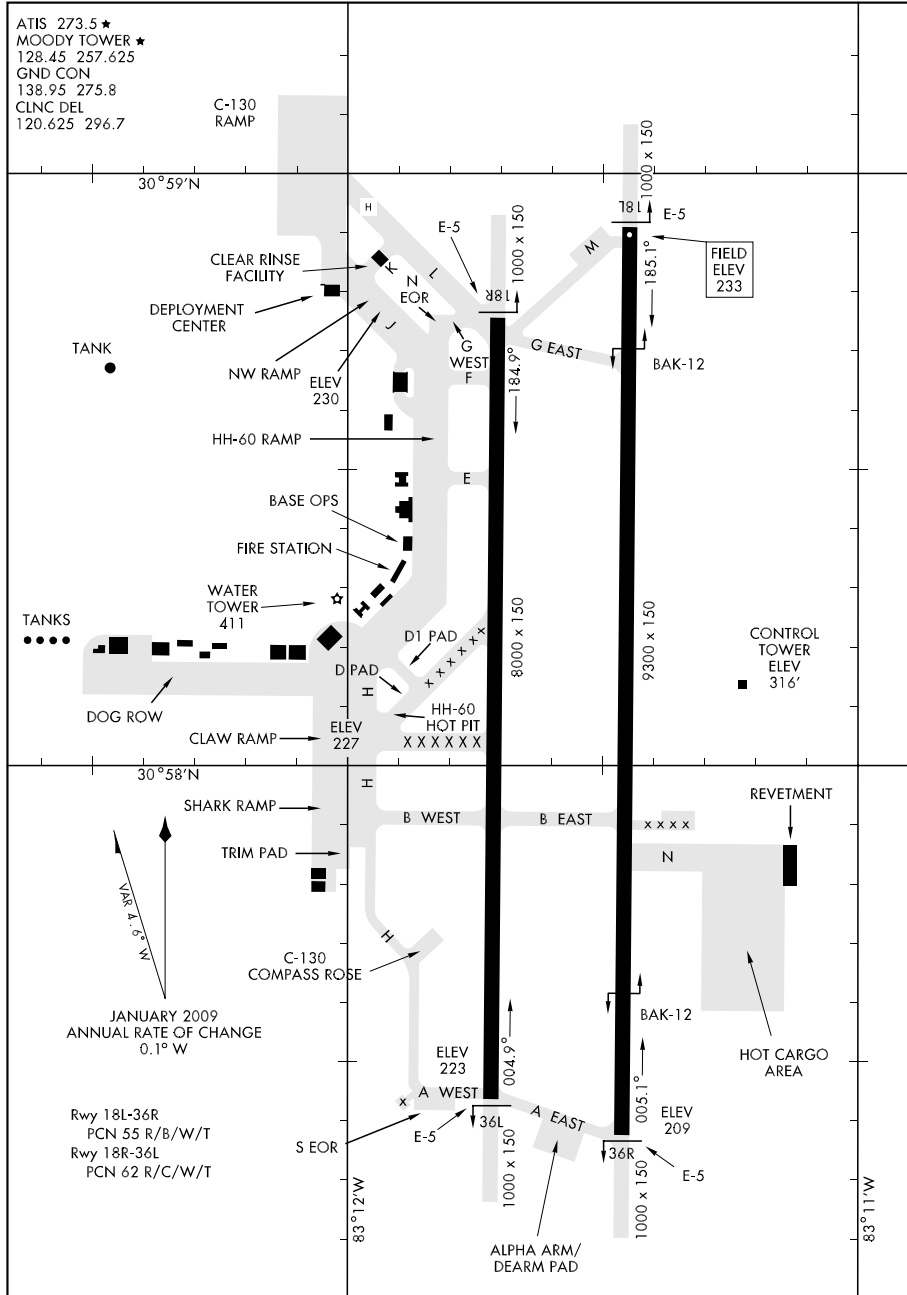 ATIS 273.5 ★
MOODY TOWER ★
128.45 257.625
GND CON
138.95 275.8
CLNC DEL
120.625 296.7
C-130
RAMP
30°59'N
H
E-5
1000 x 150
18R
1000 x 150
18L
E-5
FIELD
ELEV
233
185.1°
M
CLEAR RINSE
FACILITY
K
L
N
EOR
DEPLOYMENT
CENTER
J
G
WEST
F
G EAST
BAK-12
TANK
NW RAMP
ELEV
230
184.9°
HH-60 RAMP
E
BASE OPS
FIRE STATION
WATER
TOWER
411
TANKS
D1 PAD
X X X X X X
8000 x 150
9300 x 150
CONTROL
TOWER
ELEV
316'
D PAD
H
DOG ROW
HH-60
HOT PIT
CLAW RAMP
ELEV
227
X X X X X X
30°58'N
H
SHARK RAMP
B WEST
B EAST
X X X X
REVETMENT
TRIM PAD
N
VAR 4.6° W
H
C-130
COMPASS ROSE
JANUARY 2009
ANNUAL RATE OF CHANGE
0.1° W
BAK-12
HOT CARGO
AREA
ELEV
223
004.9°
005.1°
A WEST
X
A EAST
ELEV
209
Rwy 18L-36R
PCN 55 R/B/W/T
Rwy 18R-36L
PCN 62 R/C/W/T
S EOR
E-5
36L
36R
E-5
1000 x 150
1000 x 150
83°12'W
83°11'W
ALPHA ARM/
DEARM PAD